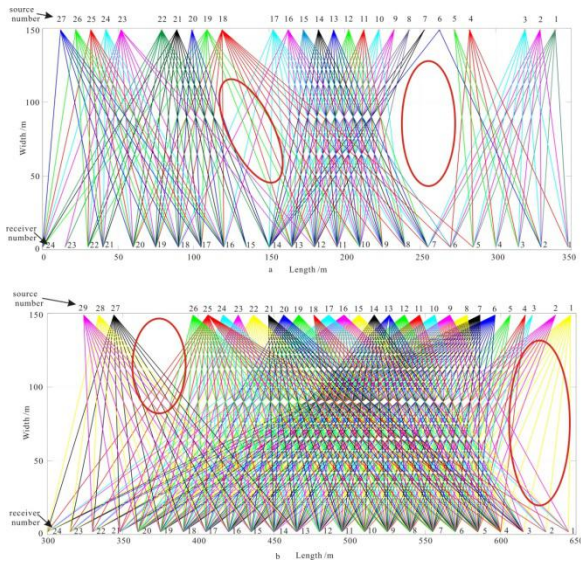 source number
27 26 25 24 23 22 21 20 19 18 17 16 15 14 13 12 11 10 9 8 7 6 5 4 3 2 1
150
100
50
0
Width /m
receiver number
24 23 22 21 20 19 18 17 16 15 14 13 12 11 10 9 8 7 6 5 4 3 2 1
0 50 100 150 200 250 300 350
a Length /m
source number
29 28 27 26 25 24 23 22 21 20 19 18 17 16 15 14 13 12 11 10 9 8 7 6 5 4 3 2 1
150
100
50
0
Width /m
receiver number
24 23 22 21 20 19 18 17 16 15 14 13 12 11 10 9 8 7 6 5 4 3 2 1
300 350 400 450 500 550 600 650
b Length /m